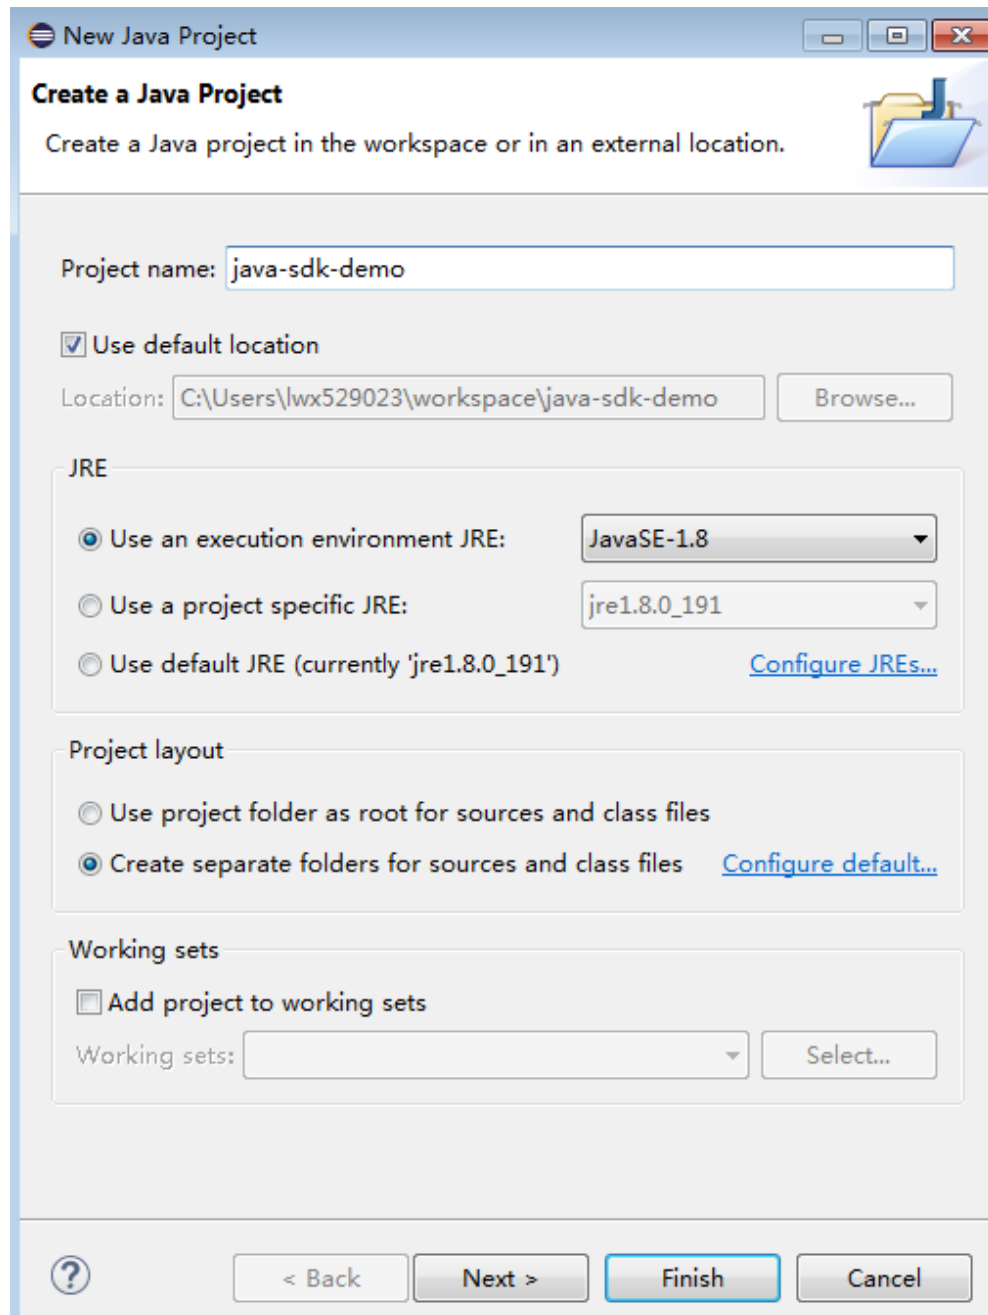 New Java Project
Create a Java Project
Create a Java project in the workspace or in an external location.
Project name: java-sdk-demo
Use default location
Location: C:\Users\lwx529023\workspace\java-sdk-demo Browse...
JRE
Use an execution environment JRE: JavaSE-1.8
Use a project specific JRE: jre1.8.0_191
Use default JRE (currently 'jre1.8.0_191') Configure JREs...
Project layout
Use project folder as root for sources and class files
Create separate folders for sources and class files Configure default...
Working sets
Add project to working sets
Working sets: Select...
? < Back Next > Finish Cancel